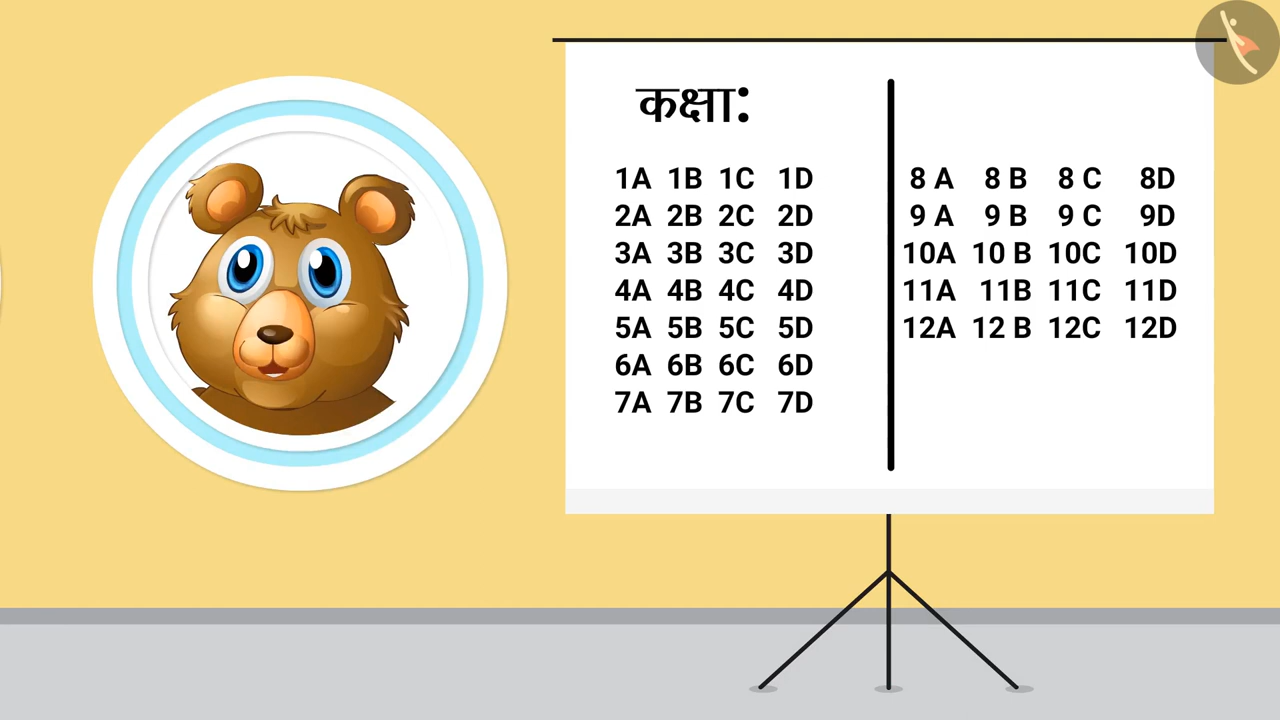 कक्षा:
1A 1B 1C 1D
2A 2B 2C 2D
3A 3B 3C 3D
4A 4B 4C 4D
5A 5B 5C 5D
6A 6B 6C 6D
7A 7B 7C 7D
8 A 8 B 8 C 8D
9 A 9 B 9 C 9D
10A 10 B 10C 10D
11A 11B 11C 11D
12A 12 B 12C 12D